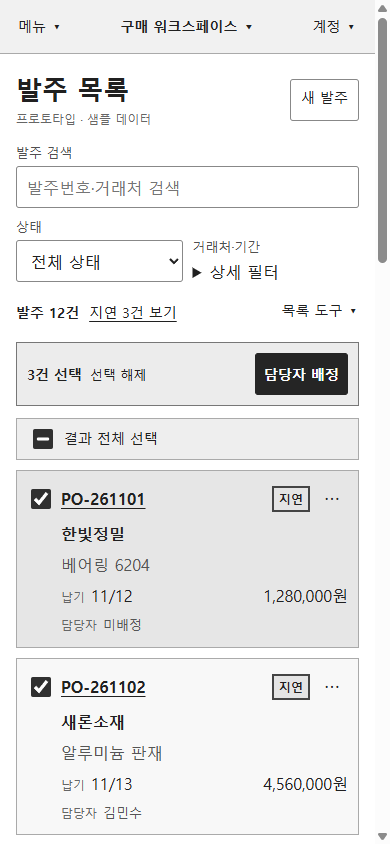 메뉴 ▾ 구매 워크스페이스 ▾ 계정 ▾
발주 목록
새 발주
프로토타입 · 샘플 데이터
발주 검색
발주번호·거래처 검색
상태
거래처·기간
전체 상태
▶ 상세 필터
발주 12건 지연 3건 보기 목록 도구 ▾
3건 선택 선택 해제 담당자 배정
결과 전체 선택
PO-261101 지연 ···
한빛정밀
베어링 6204
납기 11/12 1,280,000원
담당자 미배정
PO-261102 지연 ···
새론소재
알루미늄 판재
납기 11/13 4,560,000원
담당자 김민수